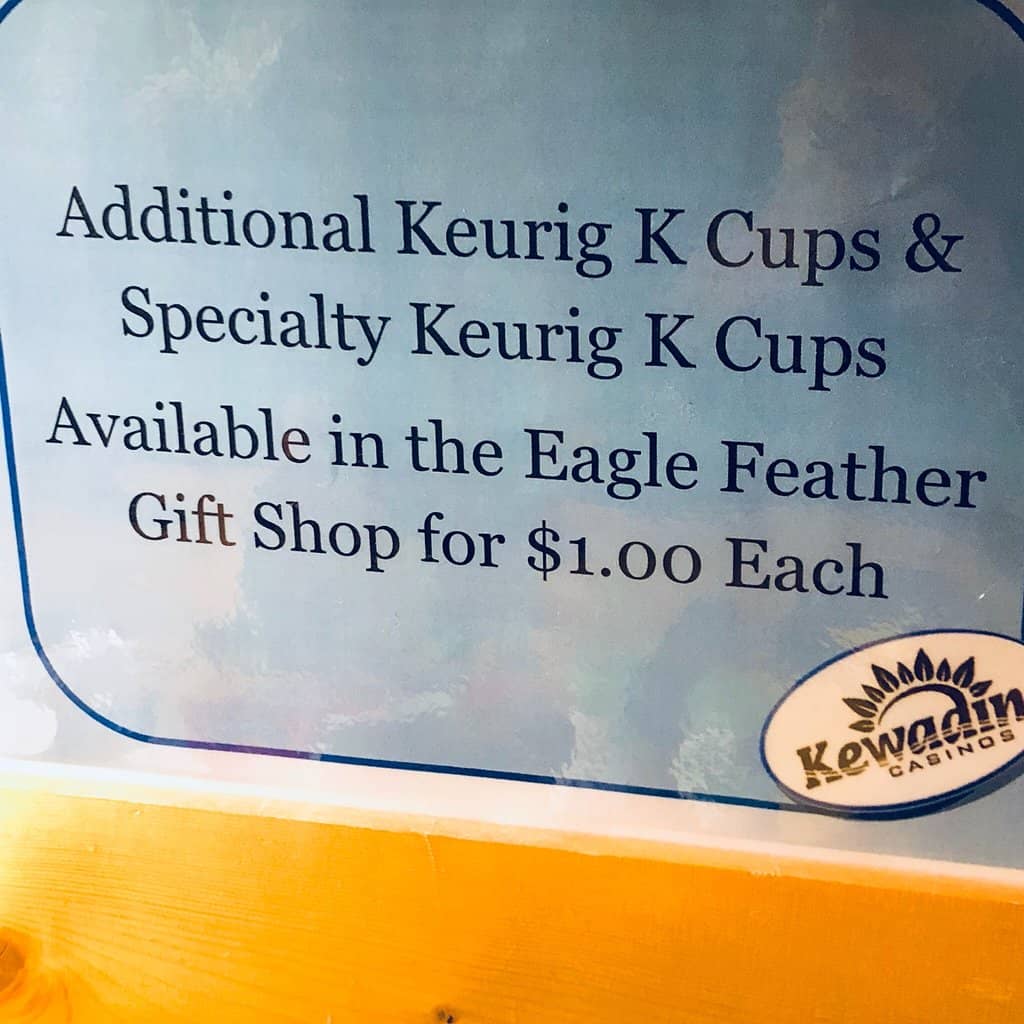 Additional Keurig K Cups &
Specialty Keurig K Cups
Available in the Eagle Feather
Gift Shop for $1.00 Each
Kewadin
CASINOS